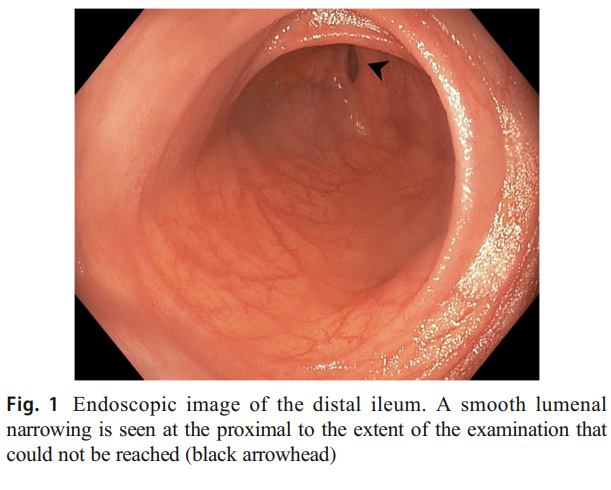 Fig. 1 Endoscopic image of the distal ileum. A smooth lumenal
narrowing is seen at the proximal to the extent of the examination that
could not be reached (black arrowhead)